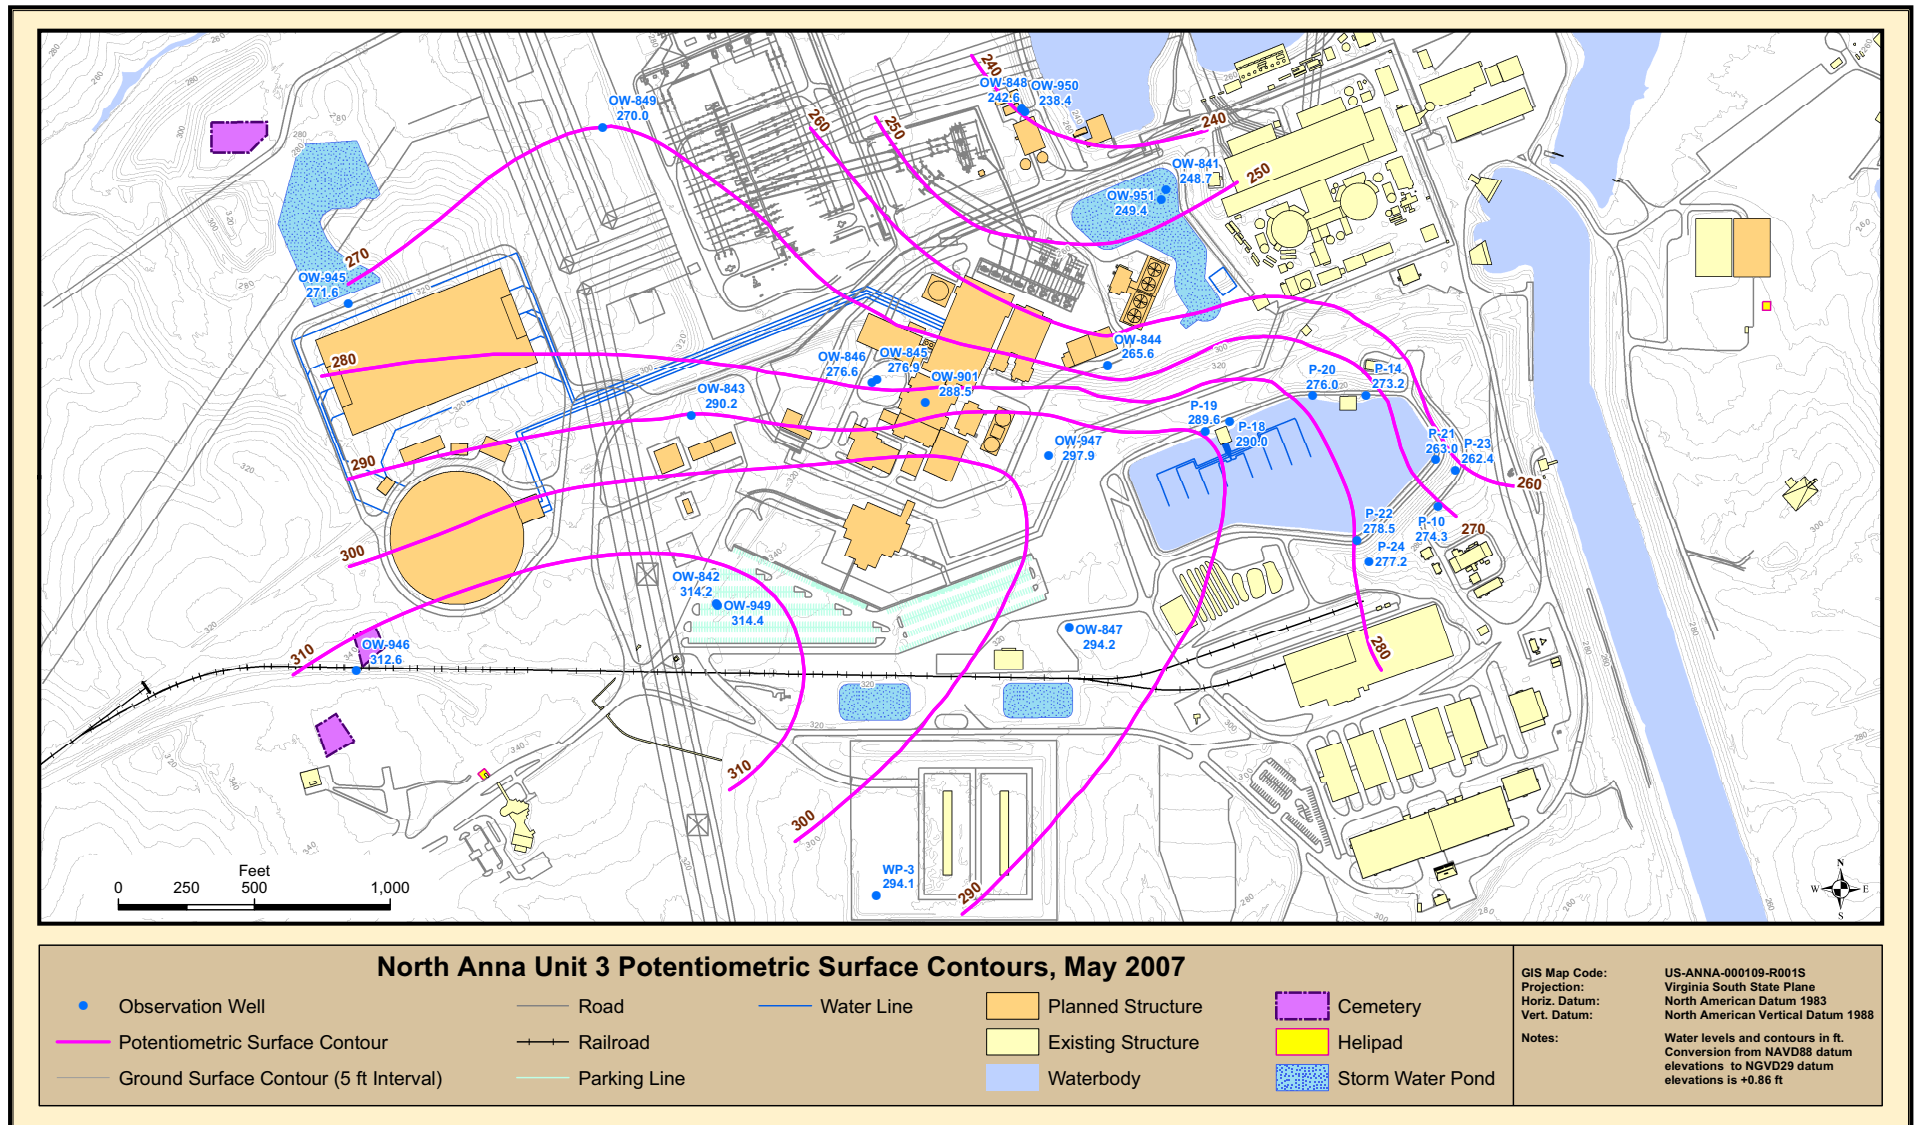 OW-849
270.0
240
OW-848
242.6
OW-950
238.4
260
250
240
OW-841
248.7
OW-951
249.4
250
270
OW-945
271.6
280
OW-846
276.6
OW-845
276.9
OW-901
288.5
OW-844
265.6
OW-843
290.2
P-20
276.0
P-14
273.2
P-19
289.6
P-18
290.0
OW-947
297.9
P-21
263.0
P-23
262.4
290
260
P-22
278.5
P-10
274.3
270
P-24
277.2
300
OW-842
314.2
OW-949
314.4
OW-847
294.2
OW-946
312.6
310
280
310
300
290
WP-3
294.1
Feet
0 250 500 1,000
N
W E
S
North Anna Unit 3 Potentiometric Surface Contours, May 2007
Observation Well
Potentiometric Surface Contour
Ground Surface Contour (5 ft Interval)
Road
Railroad
Parking Line
Water Line
Planned Structure
Existing Structure
Waterbody
Cemetery
Helipad
Storm Water Pond
GIS Map Code: US-ANNA-000109-R001S
Projection: Virginia South State Plane
Horiz. Datum: North American Datum 1983
Vert. Datum: North American Vertical Datum 1988
Notes: Water levels and contours in ft.
Conversion from NAVD88 datum
elevations to NGVD29 datum
elevations is +0.86 ft